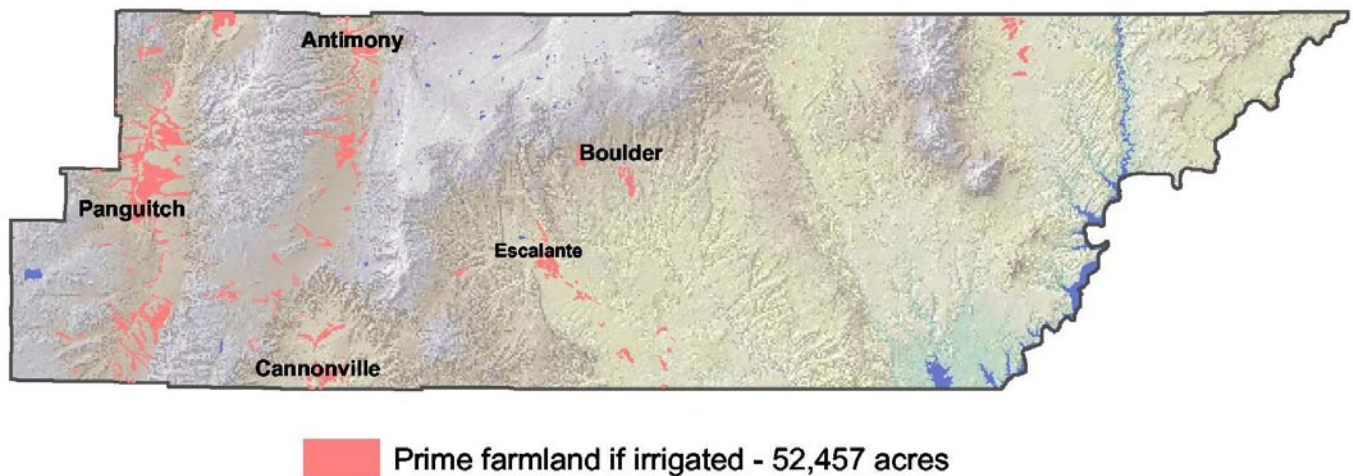 Antimony
Boulder
Panguitch
Escalante
Cannonville
Prime farmland if irrigated - 52,457 acres